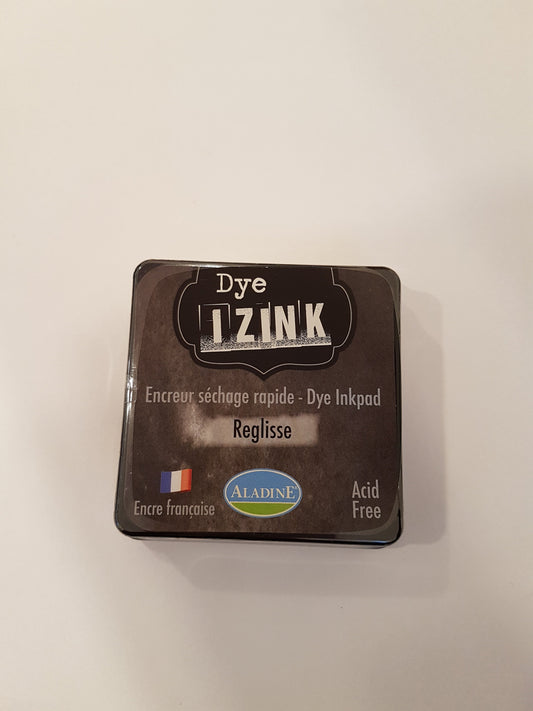 Dye
IZINK
Encreur séchage rapide - Dye Inkpad
Reglisse
ALADINE®
Encre française
Acid
Free